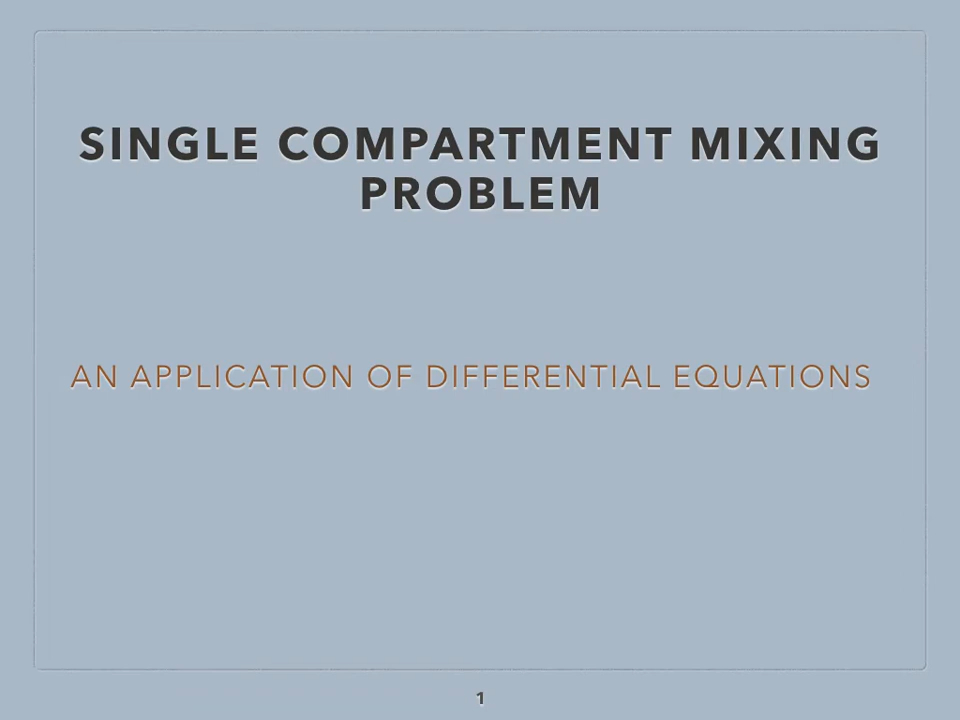 SINGLE COMPARTMENT MIXING
PROBLEM
AN APPLICATION OF DIFFERENTIAL EQUATIONS
1